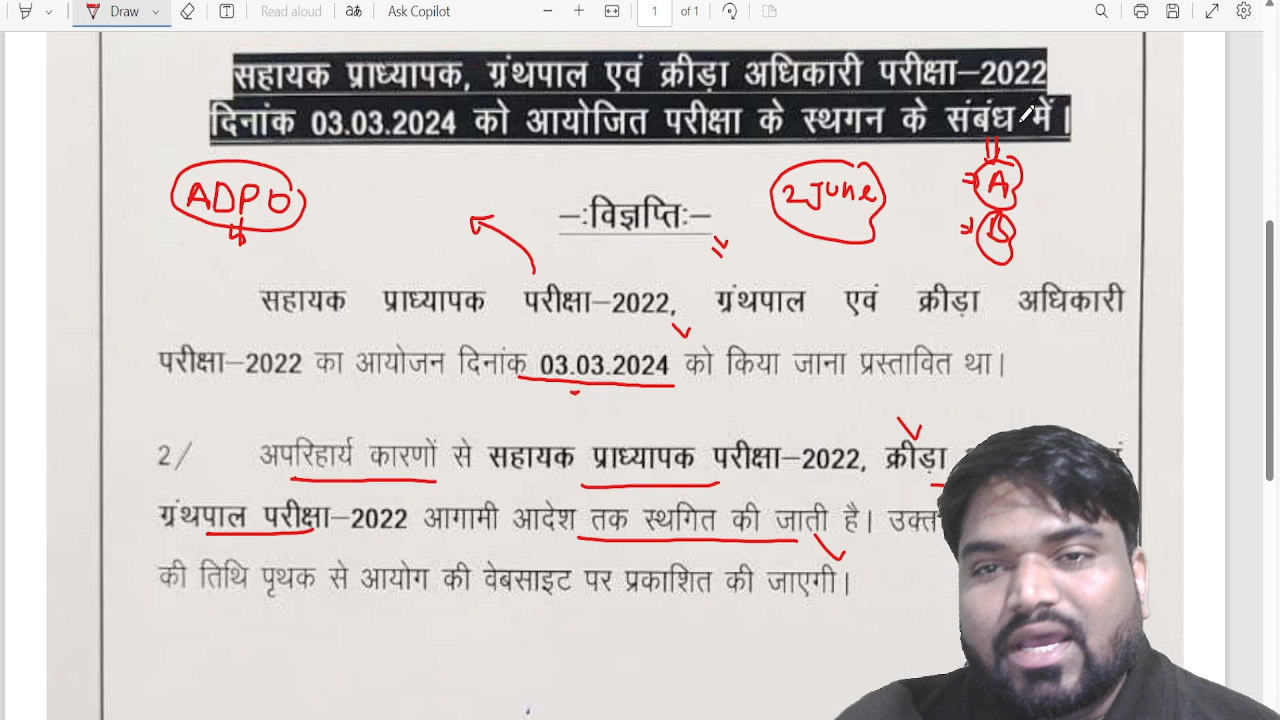 Draw
Read aloud
Ask Copilot
1
of 1
सहायक प्राध्यापक, ग्रंथपाल एवं क्रीड़ा अधिकारी परीक्षा–2022
दिनांक 03.03.2024 को आयोजित परीक्षा के स्थगन के संबंध में।
ADPO
2 June
A
–:विज्ञप्ति:–
सहायक प्राध्यापक परीक्षा–2022, ग्रंथपाल एवं क्रीड़ा अधिकारी
परीक्षा–2022 का आयोजन दिनांक 03.03.2024 को किया जाना प्रस्तावित था।
2/ अपरिहार्य कारणों से सहायक प्राध्यापक परीक्षा–2022, क्रीड़ा
ग्रंथपाल परीक्षा–2022 आगामी आदेश तक स्थगित की जाती है। उक्त
की तिथि पृथक से आयोग की वेबसाइट पर प्रकाशित की जाएगी।